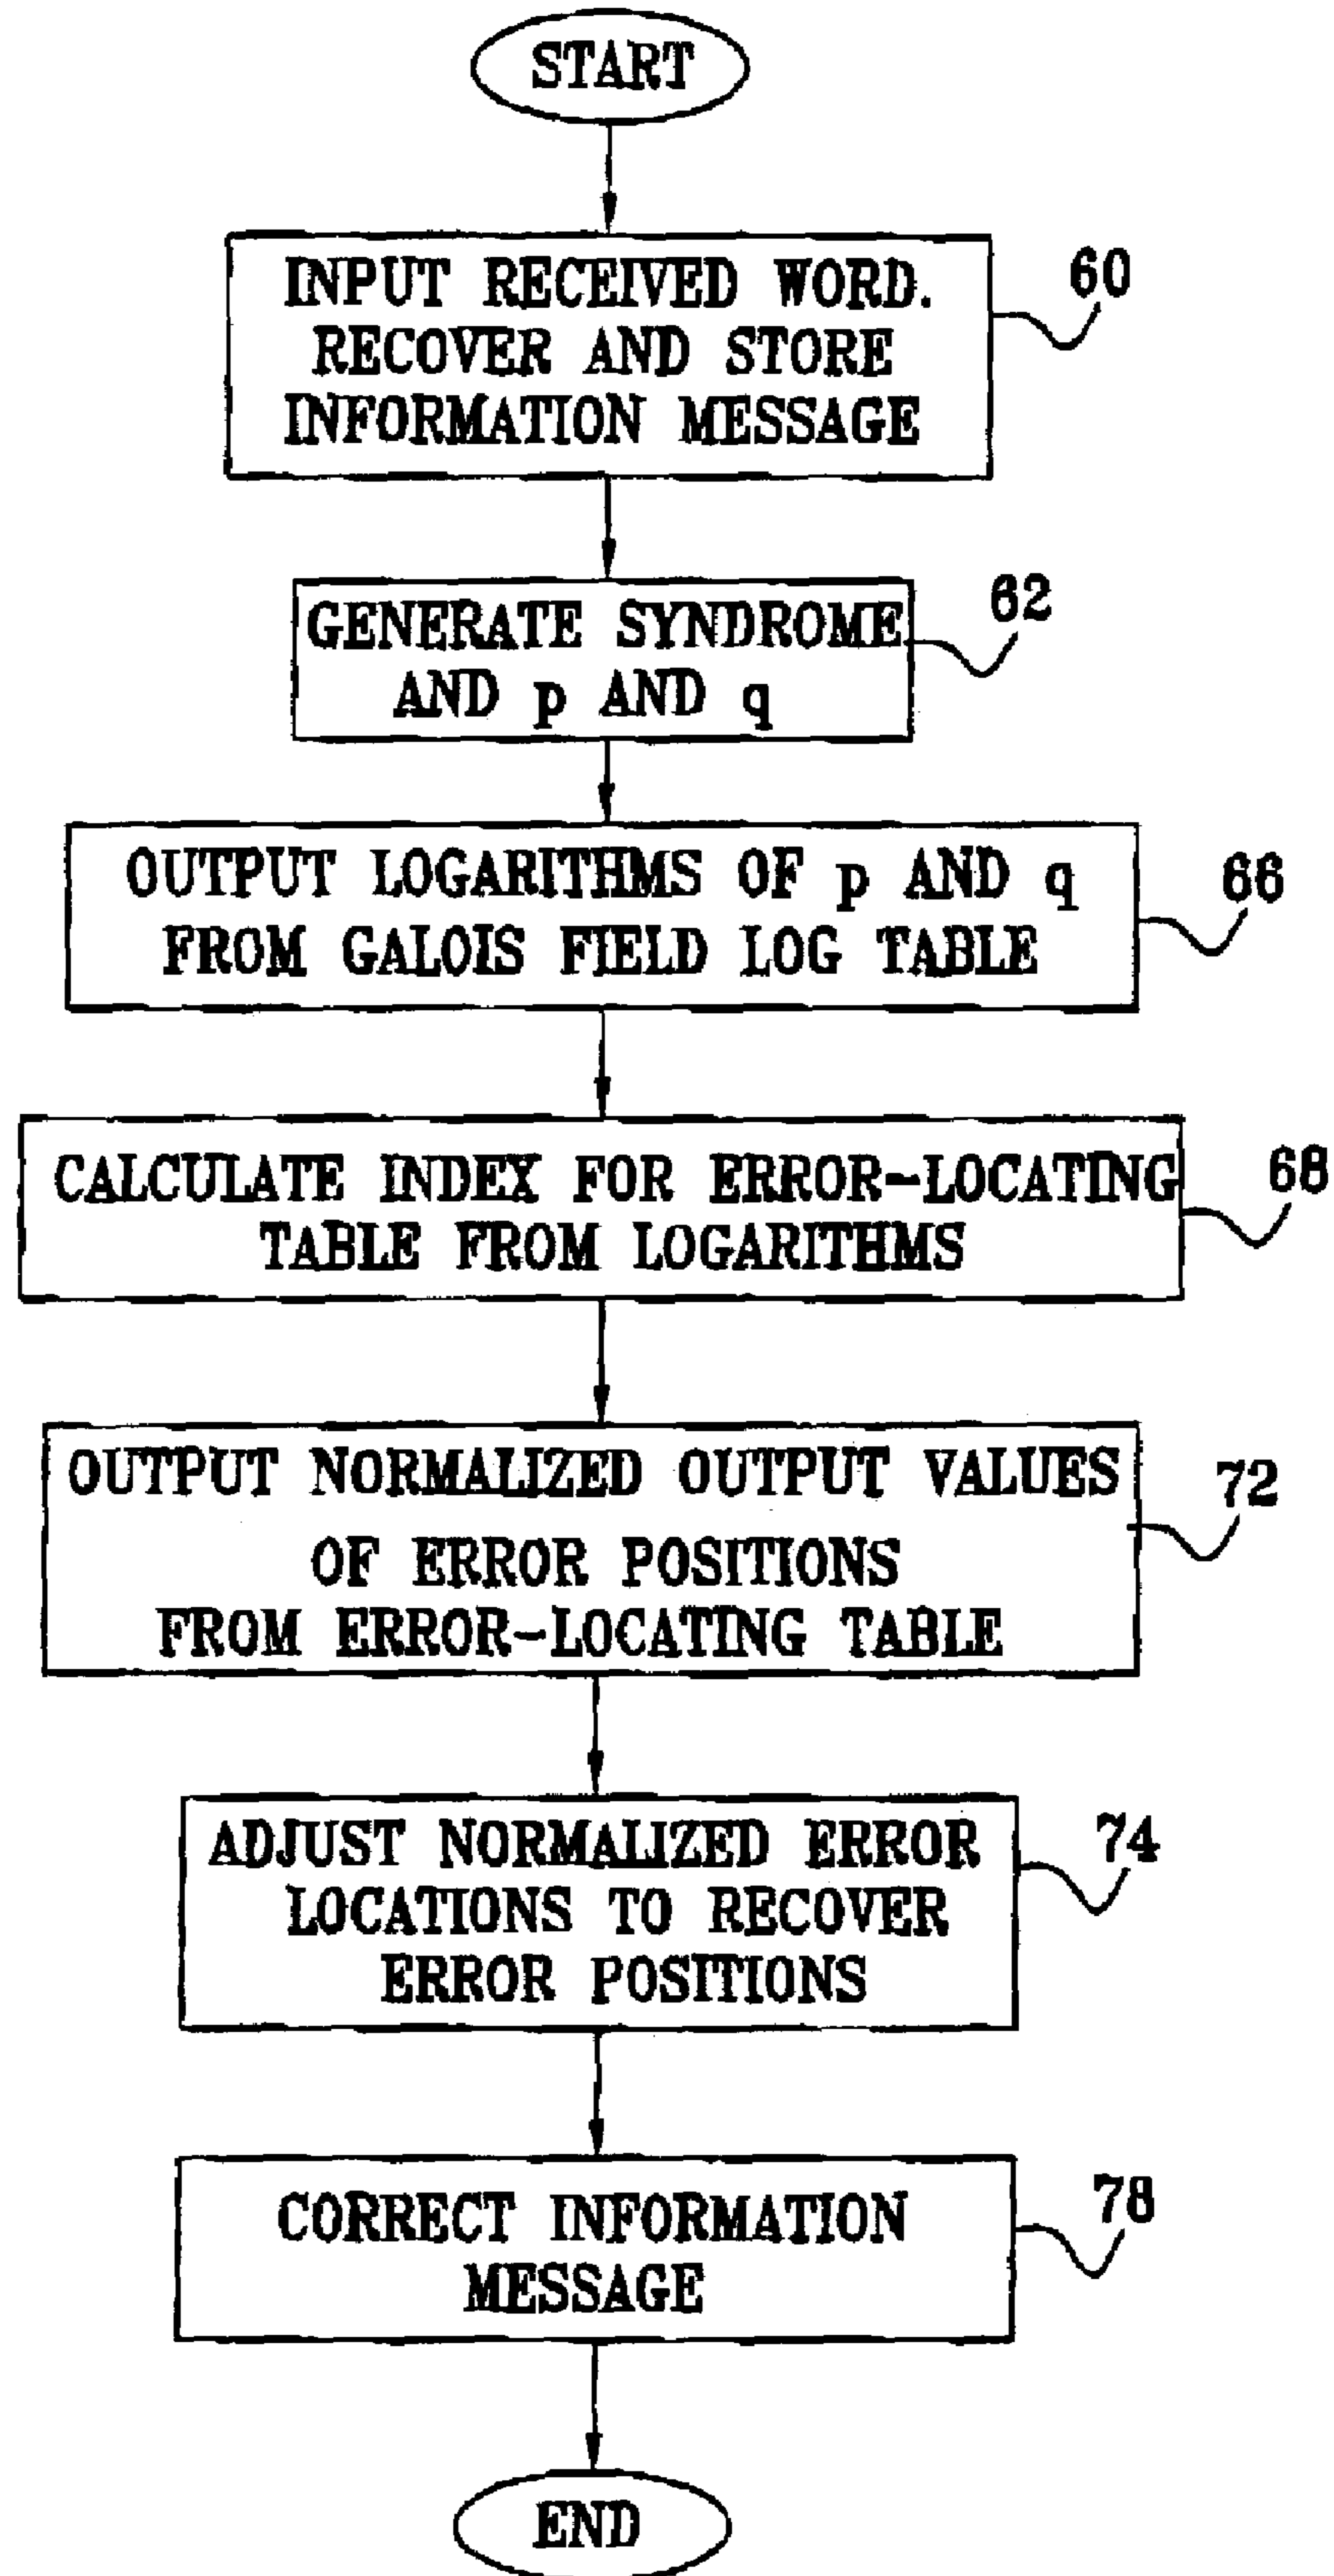 START
INPUT RECEIVED WORD.
RECOVER AND STORE
INFORMATION MESSAGE
60
GENERATE SYNDROME
AND p AND q
62
OUTPUT LOGARITHMS OF p AND q
FROM GALOIS FIELD LOG TABLE
66
CALCULATE INDEX FOR ERROR-LOCATING
TABLE FROM LOGARITHMS
68
OUTPUT NORMALIZED OUTPUT VALUES
OF ERROR POSITIONS
FROM ERROR-LOCATING TABLE
72
ADJUST NORMALIZED ERROR
LOCATIONS TO RECOVER
ERROR POSITIONS
74
CORRECT INFORMATION
MESSAGE
78
END